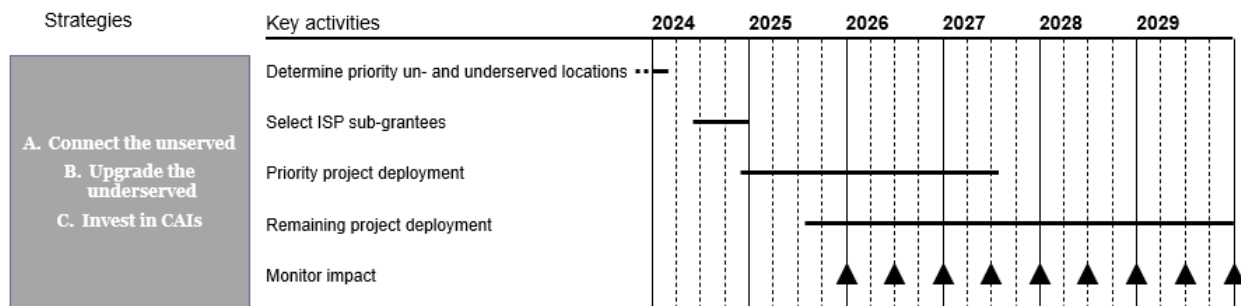 Strategies
Key activities
2024 2025 2026 2027 2028 2029
A. Connect the unserved
B. Upgrade the
underserved
C. Invest in CAIs
Determine priority un- and underserved locations
Select ISP sub-grantees
Priority project deployment
Remaining project deployment
Monitor impact